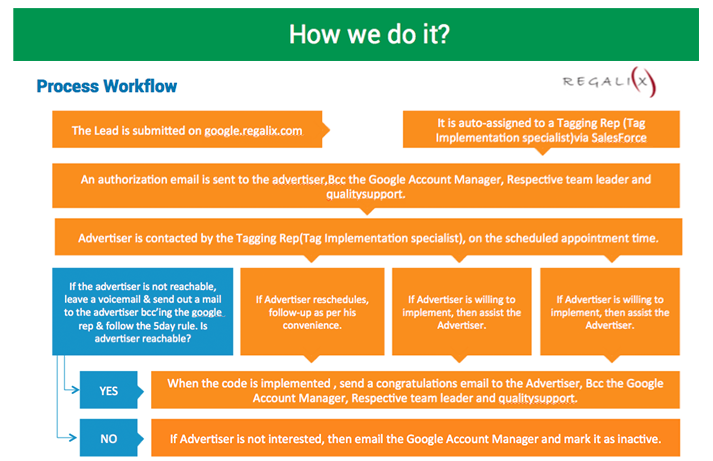 How we do it?
Process Workflow
REGALI(X)
The Lead is submitted on google.regalix.com
It is auto-assigned to a Tagging Rep (Tag
Implementation specialist)via SalesForce
An authorization email is sent to the advertiser,Bcc the Google Account Manager, Respective team leader and
qualitysupport.
Advertiser is contacted by the Tagging Rep(Tag Implementation specialist), on the scheduled appointment time.
If the advertiser is not reachable,
leave a voicemail & send out a mail
to the advertiser bcc'ing the google
rep & follow the 5day rule. Is
advertiser reachable?
If Advertiser reschedules,
follow-up as per his
convenience.
If Advertiser is willing to
implement, then assist the
Advertiser.
If Advertiser is willing to
implement, then assist the
Advertiser.
YES
When the code is implemented , send a congratulations email to the Advertiser, Bcc the Google
Account Manager, Respective team leader and qualitysupport.
NO
If Advertiser is not interested, then email the Google Account Manager and mark it as inactive.